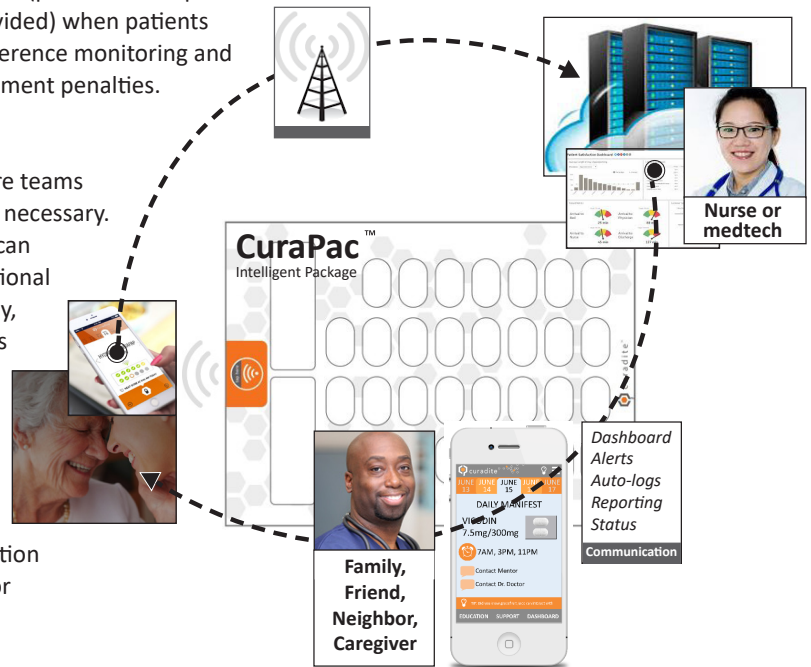 vided) when patients
erence monitoring and
ment penalties.
re teams
necessary.
can
tional
y,
s
tion
or
CuraPac™
Intelligent Package
Nurse or
medtech
curadite
JUNE 13 JUNE 14 JUNE 15 JUNE JUNE 17
DAILY MANIFEST
VICODIN
7.5mg/300mg
7AM, 3PM, 11PM
Contact Mentor
Contact Dr. Doctor
EDUCATION SUPPORT DASHBOARD
Family,
Friend,
Neighbor,
Caregiver
Dashboard
Alerts
Auto-logs
Reporting
Status
Communication